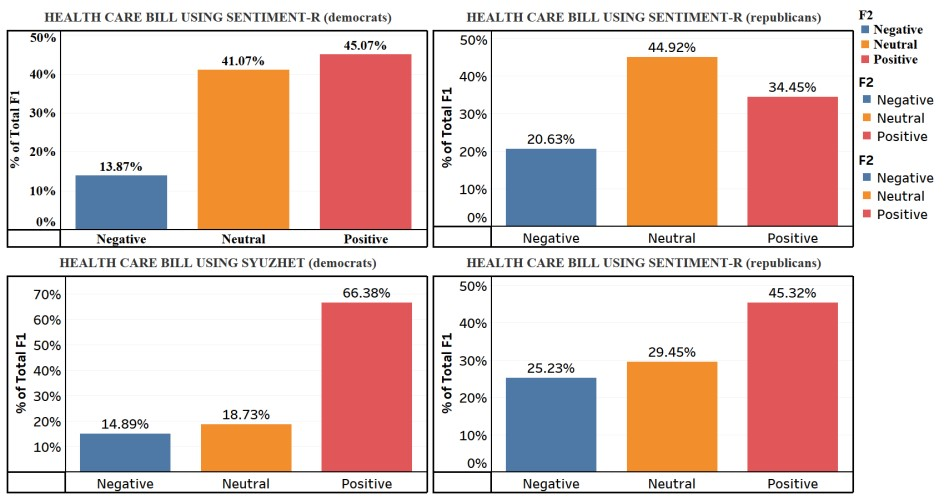 HEALTH CARE BILL USING SENTIMENT-R (democrats)
50%
40%
30%
20%
10%
0%
% of Total F1
13.87%
41.07%
45.07%
Negative Neutral Positive
HEALTH CARE BILL USING SENTIMENT-R (republicans)
50%
40%
30%
20%
10%
0%
% of Total F1
20.63%
44.92%
34.45%
Negative Neutral Positive
F2
Negative
Neutral
Positive
F2
Negative
Neutral
Positive
F2
Negative
Neutral
Positive
HEALTH CARE BILL USING SYUZHET (democrats)
70%
60%
50%
40%
30%
20%
10%
% of Total F1
14.89%
18.73%
66.38%
Negative Neutral Positive
HEALTH CARE BILL USING SENTIMENT-R (republicans)
50%
40%
30%
20%
10%
0%
% of Total F1
25.23%
29.45%
45.32%
Negative Neutral Positive